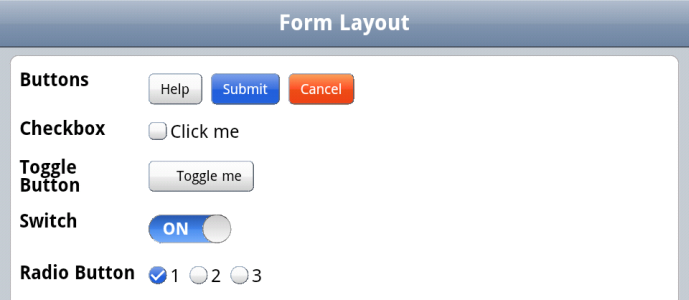 Form Layout
Buttons Help Submit Cancel
Checkbox Click me
Toggle
Button Toggle me
Switch ON
Radio Button 1 2 3